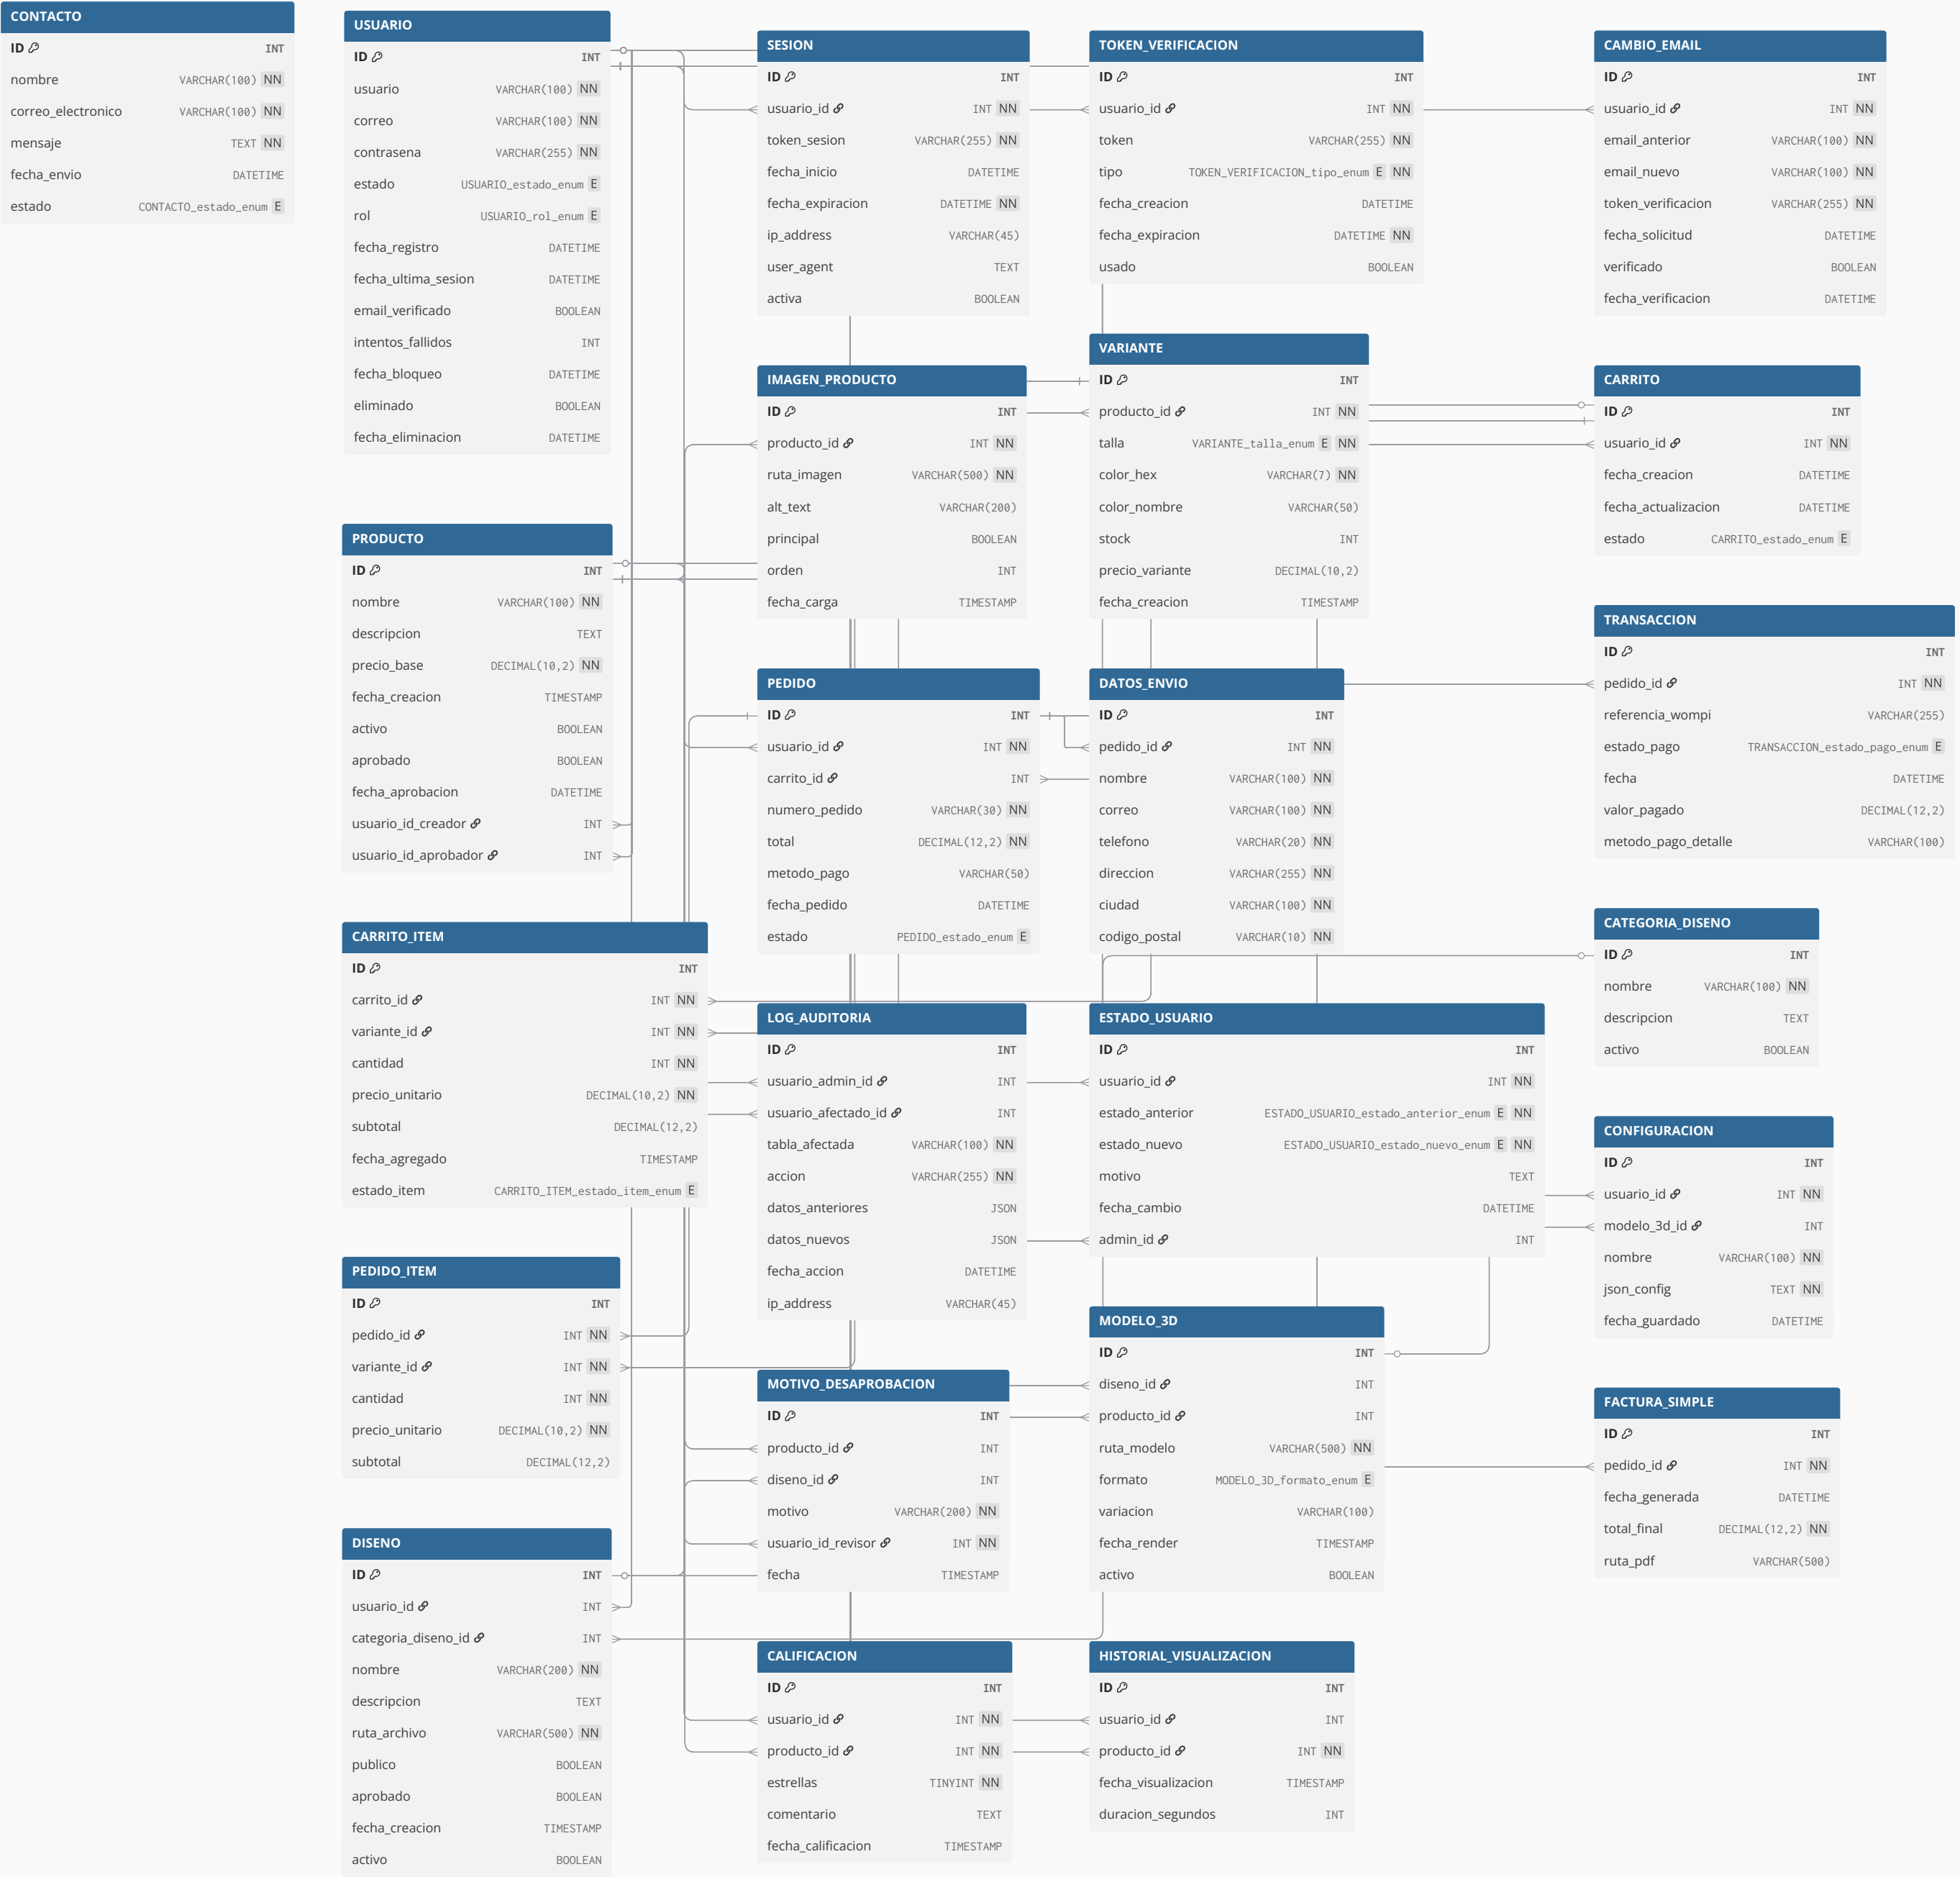 CONTACTO
ID INT
nombre VARCHAR(100) NN
correo_electronico VARCHAR(100) NN
mensaje TEXT NN
fecha_envio DATETIME
estado CONTACTO_estado_enum E
USUARIO
ID INT
usuario VARCHAR(100) NN
correo VARCHAR(100) NN
contrasena VARCHAR(255) NN
estado USUARIO_estado_enum E
rol USUARIO_rol_enum E
fecha_registro DATETIME
fecha_ultima_sesion DATETIME
email_verificado BOOLEAN
intentos_fallidos INT
fecha_bloqueo DATETIME
eliminado BOOLEAN
fecha_eliminacion DATETIME
PRODUCTO
ID INT
nombre VARCHAR(100) NN
descripcion TEXT
precio_base DECIMAL(10,2) NN
fecha_creacion TIMESTAMP
activo BOOLEAN
aprobado BOOLEAN
fecha_aprobacion DATETIME
usuario_id_creador INT
usuario_id_aprobador INT
CARRITO_ITEM
ID INT
carrito_id INT NN
variante_id INT NN
cantidad INT NN
precio_unitario DECIMAL(10,2) NN
subtotal DECIMAL(12,2)
fecha_agregado TIMESTAMP
estado_item CARRITO_ITEM_estado_item_enum E
PEDIDO_ITEM
ID INT
pedido_id INT NN
variante_id INT NN
cantidad INT NN
precio_unitario DECIMAL(10,2) NN
subtotal DECIMAL(12,2)
DISENO
ID INT
usuario_id INT
categoria_diseno_id INT
nombre VARCHAR(200) NN
descripcion TEXT
ruta_archivo VARCHAR(500) NN
publico BOOLEAN
aprobado BOOLEAN
fecha_creacion TIMESTAMP
activo BOOLEAN
SESION
ID INT
usuario_id INT NN
token_sesion VARCHAR(255) NN
fecha_inicio DATETIME
fecha_expiracion DATETIME NN
ip_address VARCHAR(45)
user_agent TEXT
activa BOOLEAN
IMAGEN_PRODUCTO
ID INT
producto_id INT NN
ruta_imagen VARCHAR(500) NN
alt_text VARCHAR(200)
principal BOOLEAN
orden INT
fecha_carga TIMESTAMP
PEDIDO
ID INT
usuario_id INT NN
carrito_id INT
numero_pedido VARCHAR(30) NN
total DECIMAL(12,2) NN
metodo_pago VARCHAR(50)
fecha_pedido DATETIME
estado PEDIDO_estado_enum E
LOG_AUDITORIA
ID INT
usuario_admin_id INT
usuario_afectado_id INT
tabla_afectada VARCHAR(100) NN
accion VARCHAR(255) NN
datos_anteriores JSON
datos_nuevos JSON
fecha_accion DATETIME
ip_address VARCHAR(45)
MOTIVO_DESAPROBACION
ID INT
producto_id INT
diseno_id INT
motivo VARCHAR(200) NN
usuario_id_revisor INT NN
fecha TIMESTAMP
CALIFICACION
ID INT
usuario_id INT NN
producto_id INT NN
estrellas TINYINT NN
comentario TEXT
fecha_calificacion TIMESTAMP
TOKEN_VERIFICACION
ID INT
usuario_id INT NN
token VARCHAR(255) NN
tipo TOKEN_VERIFICACION_tipo_enum E NN
fecha_creacion DATETIME
fecha_expiracion DATETIME NN
usado BOOLEAN
VARIANTE
ID INT
producto_id INT NN
talla VARIANTE_talla_enum E NN
color_hex VARCHAR(7) NN
color_nombre VARCHAR(50)
stock INT
precio_variante DECIMAL(10,2)
fecha_creacion TIMESTAMP
DATOS_ENVIO
ID INT
pedido_id INT NN
nombre VARCHAR(100) NN
correo VARCHAR(100) NN
telefono VARCHAR(20) NN
direccion VARCHAR(255) NN
ciudad VARCHAR(100) NN
codigo_postal VARCHAR(10) NN
ESTADO_USUARIO
ID INT
usuario_id INT NN
estado_anterior ESTADO_USUARIO_estado_anterior_enum E NN
estado_nuevo ESTADO_USUARIO_estado_nuevo_enum E NN
motivo TEXT
fecha_cambio DATETIME
admin_id INT
MODELO_3D
ID INT
diseno_id INT
producto_id INT
ruta_modelo VARCHAR(500) NN
formato MODELO_3D_formato_enum E
variacion VARCHAR(100)
fecha_render TIMESTAMP
activo BOOLEAN
HISTORIAL_VISUALIZACION
ID INT
usuario_id INT
producto_id INT NN
fecha_visualizacion TIMESTAMP
duracion_segundos INT
CAMBIO_EMAIL
ID INT
usuario_id INT NN
email_anterior VARCHAR(100) NN
email_nuevo VARCHAR(100) NN
token_verificacion VARCHAR(255) NN
fecha_solicitud DATETIME
verificado BOOLEAN
fecha_verificacion DATETIME
CARRITO
ID INT
usuario_id INT NN
fecha_creacion DATETIME
fecha_actualizacion DATETIME
estado CARRITO_estado_enum E
TRANSACCION
ID INT
pedido_id INT NN
referencia_wompi VARCHAR(255)
estado_pago TRANSACCION_estado_pago_enum E
fecha DATETIME
valor_pagado DECIMAL(12,2)
metodo_pago_detalle VARCHAR(100)
CATEGORIA_DISENO
ID INT
nombre VARCHAR(100) NN
descripcion TEXT
activo BOOLEAN
CONFIGURACION
ID INT
usuario_id INT NN
modelo_3d_id INT
nombre VARCHAR(100) NN
json_config TEXT NN
fecha_guardado DATETIME
FACTURA_SIMPLE
ID INT
pedido_id INT NN
fecha_generada DATETIME
total_final DECIMAL(12,2) NN
ruta_pdf VARCHAR(500)